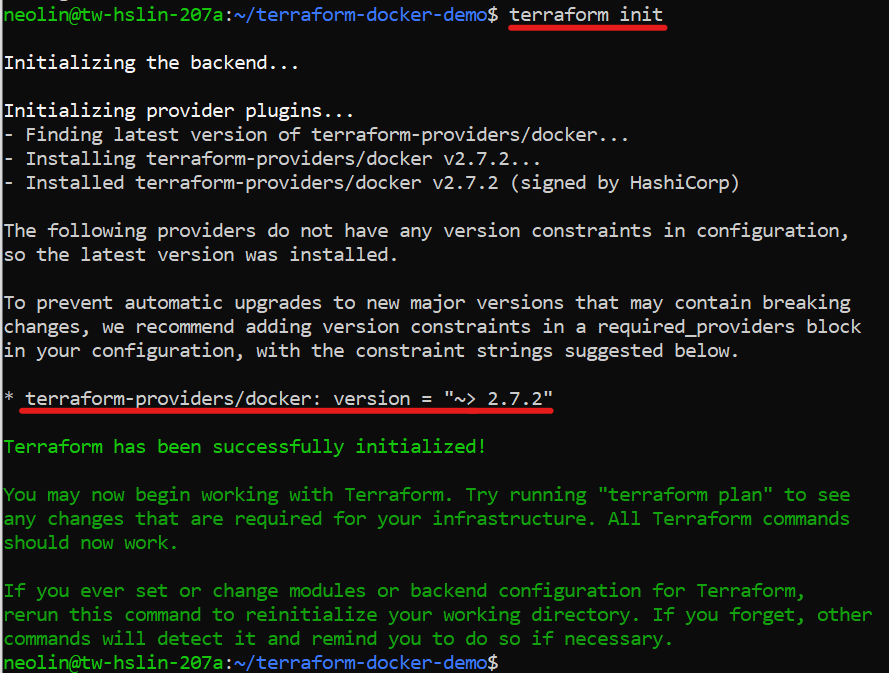 neolin@tw-hslin-207a:~/terraform-docker-demo$ terraform init
Initializing the backend...
Initializing provider plugins...
- Finding latest version of terraform-providers/docker...
- Installing terraform-providers/docker v2.7.2...
- Installed terraform-providers/docker v2.7.2 (signed by HashiCorp)
The following providers do not have any version constraints in configuration,
so the latest version was installed.
To prevent automatic upgrades to new major versions that may contain breaking
changes, we recommend adding version constraints in a required_providers block
in your configuration, with the constraint strings suggested below.
* terraform-providers/docker: version = "~> 2.7.2"
Terraform has been successfully initialized!
You may now begin working with Terraform. Try running "terraform plan" to see
any changes that are required for your infrastructure. All Terraform commands
should now work.
If you ever set or change modules or backend configuration for Terraform,
rerun this command to reinitialize your working directory. If you forget, other
commands will detect it and remind you to do so if necessary.
neolin@tw-hslin-207a:~/terraform-docker-demo$